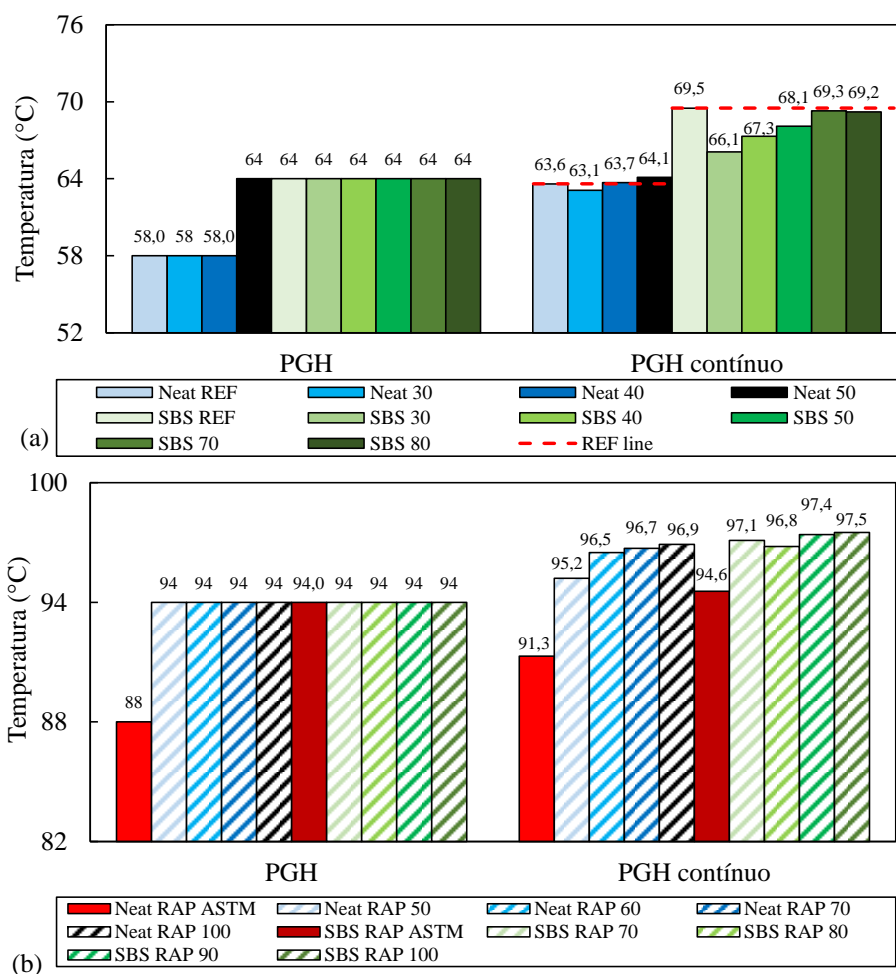 76
70
64
58
52
Temperatura (°C)
58,0 58 58,0 64 64 64 64 64 64 64
63,6 63,1 63,7 64,1 69,5 66,1 67,3 68,1 69,3 69,2
PGH PGH contínuo
Neat REF Neat 30 Neat 40 Neat 50
SBS REF SBS 30 SBS 40 SBS 50
SBS 70 SBS 80 REF line
(a)
100
94
88
82
Temperatura (°C)
88 94 94 94 94 94,0 94 94 94 94
91,3 95,2 96,5 96,7 96,9 94,6 97,1 96,8 97,4 97,5
PGH PGH contínuo
Neat RAP ASTM Neat RAP 50 Neat RAP 60 Neat RAP 70
Neat RAP 100 SBS RAP ASTM SBS RAP 70 SBS RAP 80
SBS RAP 90 SBS RAP 100
(b)